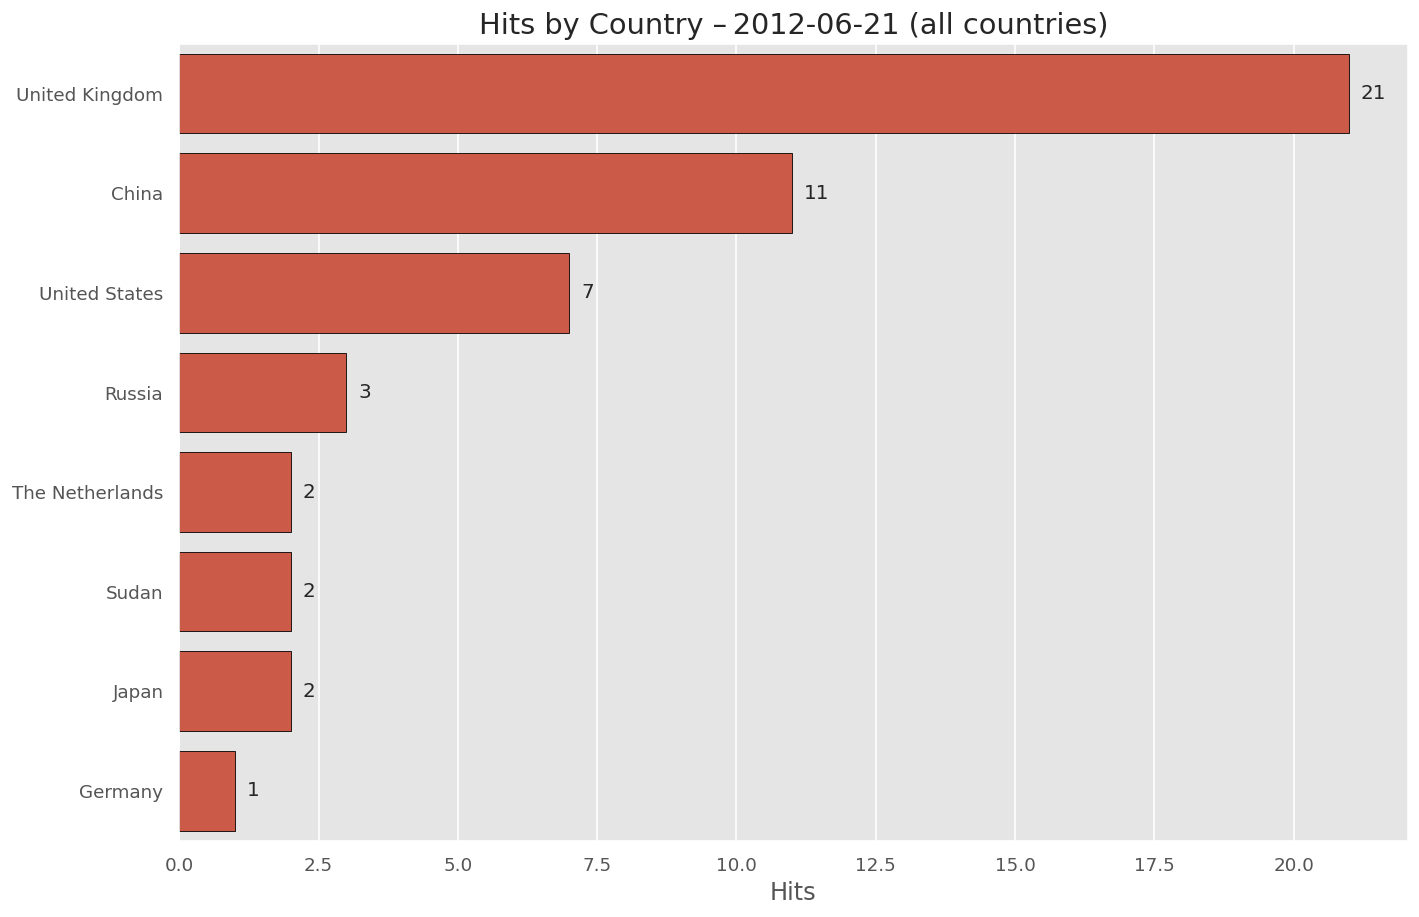 Hits by Country – 2012-06-21 (all countries)
United Kingdom 21
China 11
United States 7
Russia 3
The Netherlands 2
Sudan 2
Japan 2
Germany 1
0.0 2.5 5.0 7.5 10.0 12.5 15.0 17.5 20.0
Hits